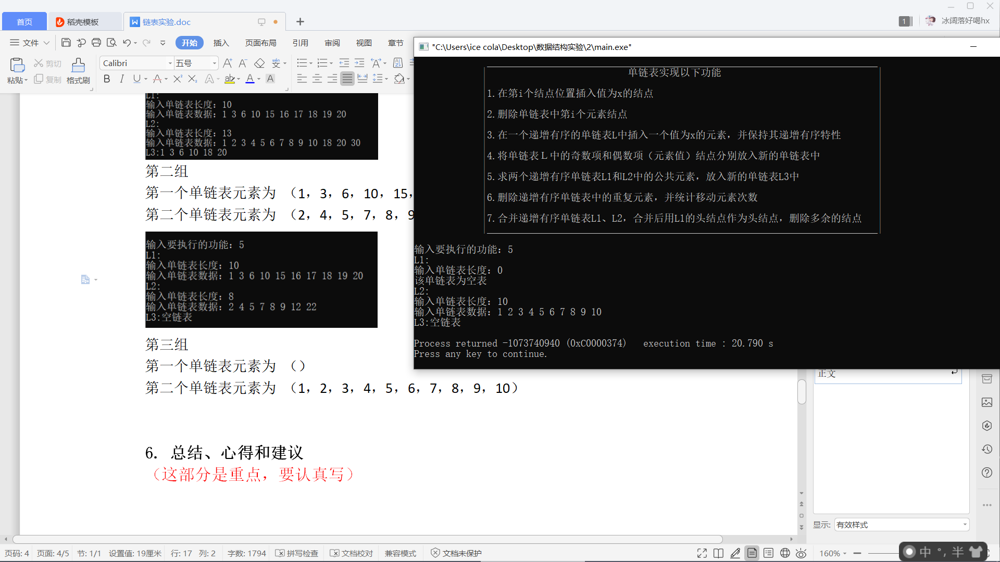 首页
稻壳模板
链表实验.doc
1
冰阔落好喝hx
文件
开始
插入
页面布局
引用
审阅
视图
章节
粘贴
剪切
复制
格式刷
Calibri
五号
L1:
输入单链表长度: 10
输入单链表数据: 1 3 6 10 15 16 17 18 19 20
L2:
输入单链表长度: 13
输入单链表数据: 1 2 3 4 5 6 7 8 9 10 18 20 30
L3:1 3 6 10 18 20
第二组
第一个单链表元素为 （1，3，6，10，15，
第二个单链表元素为 （2，4，5，7，8，9
输入要执行的功能: 5
L1:
输入单链表长度: 10
输入单链表数据: 1 3 6 10 15 16 17 18 19 20
L2:
输入单链表长度: 8
输入单链表数据: 2 4 5 7 8 9 12 22
L3:空链表
第三组
第一个单链表元素为 （）
第二个单链表元素为 （1，2，3，4，5，6，7，8，9，10）
6. 总结、心得和建议
（这部分是重点，要认真写）
"C:\Users\ice cola\Desktop\数据结构实验\2\main.exe"
单链表实现以下功能
1.在第i个结点位置插入值为x的结点
2.删除单链表中第i个元素结点
3.在一个递增有序的单链表L中插入一个值为x的元素，并保持其递增有序特性
4.将单链表Ｌ中的奇数项和偶数项（元素值）结点分别放入新的单链表中
5.求两个递增有序单链表L1和L2中的公共元素，放入新的单链表L3中
6.删除递增有序单链表中的重复元素，并统计移动元素次数
7.合并递增有序单链表L1、L2，合并后用L1的头结点作为头结点，删除多余的结点
输入要执行的功能: 5
L1:
输入单链表长度: 0
该单链表为空表
L2:
输入单链表长度: 10
输入单链表数据: 1 2 3 4 5 6 7 8 9 10
L3:空链表
Process returned -1073740940 (0xC0000374)   execution time : 20.790 s
Press any key to continue.
正文
显示: 有效样式
页码: 4 页面: 4/5 节: 1/1 设置值: 19厘米 行: 17 列: 2 字数: 1794 拼写检查 文档校对 兼容模式 文档未保护
160%
中 °, 半